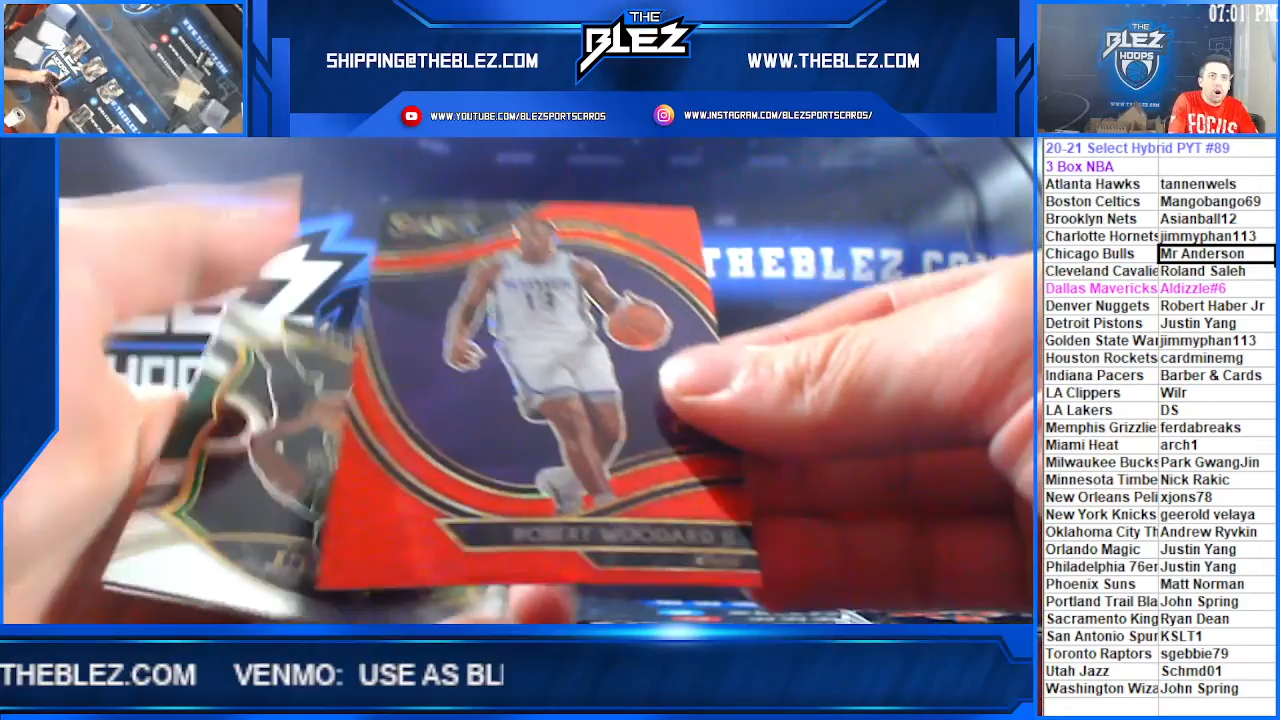 THE
BLEZ
SHIPPING@THEBLEZ.COM
WWW.THEBLEZ.COM
WWW.YOUTUBE.COM/BLEZSPORTSCARDS
WWW.INSTAGRAM.COM/BLEZSPORTSCARDS/
07:01 PM
THE
BLEZ
HOOPS
FOCUS
20-21 Select Hybrid PYT #89
3 Box NBA
Atlanta Hawks tannenwels
Boston Celtics Mangobango69
Brooklyn Nets Asianball12
Charlotte Hornets jimmyphan113
Chicago Bulls Mr Anderson
Cleveland Cavalie Roland Saleh
Dallas Mavericks Aldizzle#6
Denver Nuggets Robert Haber Jr
Detroit Pistons Justin Yang
Golden State War jimmyphan113
Houston Rockets cardminemg
Indiana Pacers Barber & Cards
LA Clippers Wilr
LA Lakers DS
Memphis Grizzlie ferdabreaks
Miami Heat arch1
Milwaukee Bucks Park GwangJin
Minnesota Timbe Nick Rakic
New Orleans Peli xjons78
New York Knicks geerold velaya
Oklahoma City Th Andrew Ryvkin
Orlando Magic Justin Yang
Philadelphia 76er Justin Yang
Phoenix Suns Matt Norman
Portland Trail Bla John Spring
Sacramento King Ryan Dean
San Antonio Spur KSLT1
Toronto Raptors sgebbie79
Utah Jazz Schmd01
Washington Wiza John Spring
THEBLEZ.COM
13
ROBERT WOODARD II
THEBLEZ.COM VENMO: USE AS BL